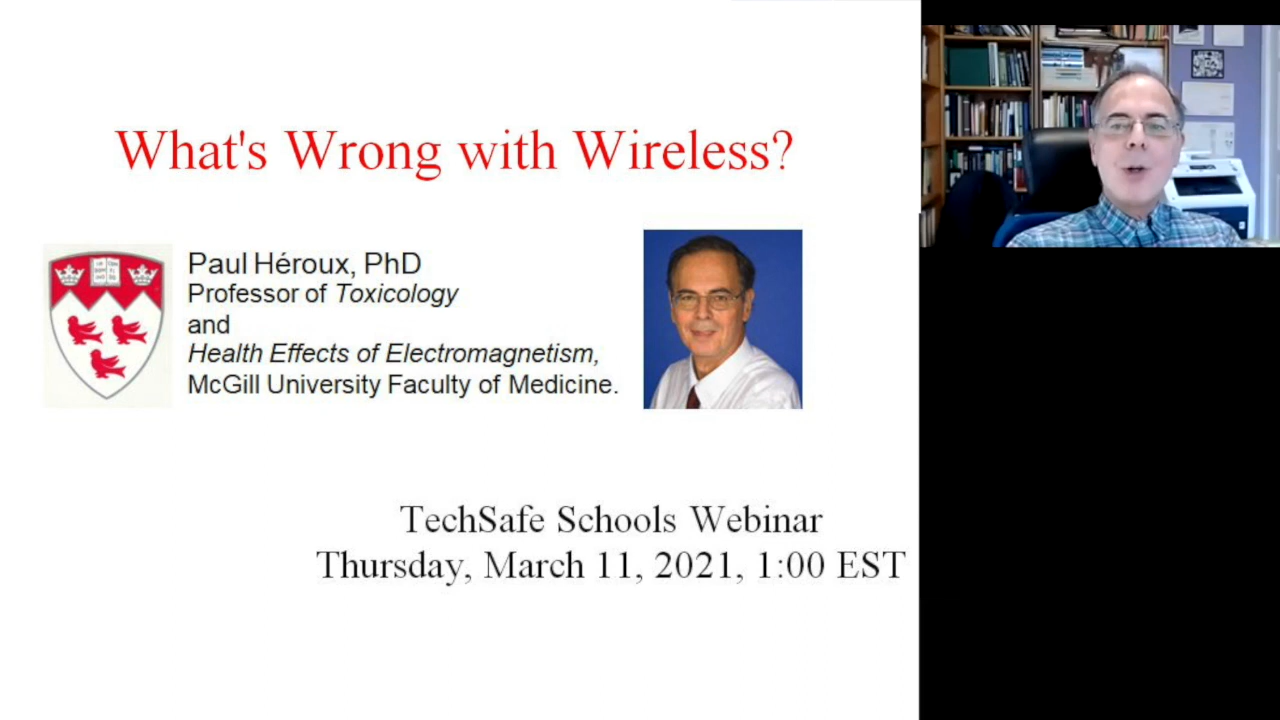 What's Wrong with Wireless?
Paul Héroux, PhD
Professor of Toxicology
and
Health Effects of Electromagnetism,
McGill University Faculty of Medicine.
TechSafe Schools Webinar
Thursday, March 11, 2021, 1:00 EST